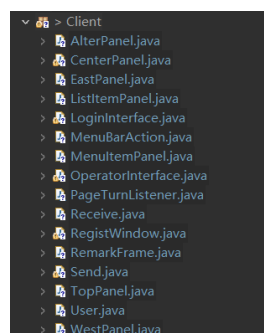 > Client
> AlterPanel.java
> CenterPanel.java
> EastPanel.java
> ListItemPanel.java
> LoginInterface.java
> MenuBarAction.java
> MenuItemPanel.java
> OperatorInterface.java
> PageTurnListener.java
> Receive.java
> RegistWindow.java
> RemarkFrame.java
> Send.java
> TopPanel.java
> User.java
> WestPanel.java